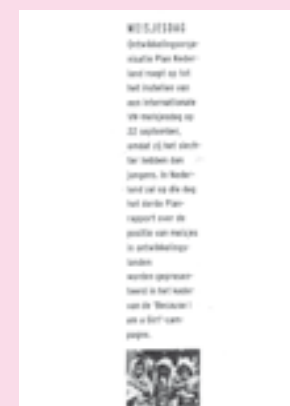 MEISJESDAG
Ontwikkelingsorga-
nisatie Plan Neder-
land roept op tot
het instellen van
een internationale
VN-meisjesdag op
22 september,
omdat zij het slech-
ter hebben dan
jongens. In Neder-
land zal op die dag
het derde Plan-
rapport over de
positie van meisjes
in ontwikkelings-
landen
worden gepresen-
teerd in het kader
van de 'Because I
am a Girl'-cam-
pagne.